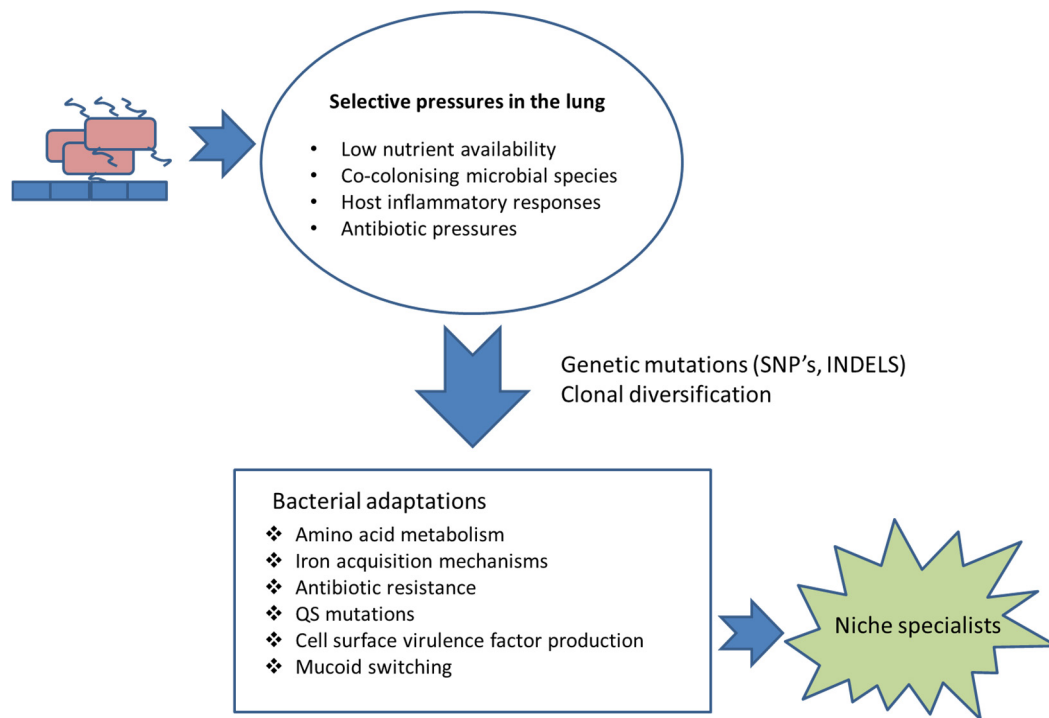 Selective pressures in the lung
• Low nutrient availability
• Co-colonising microbial species
• Host inflammatory responses
• Antibiotic pressures
Genetic mutations (SNP's, INDELS)
Clonal diversification
Bacterial adaptations
❖ Amino acid metabolism
❖ Iron acquisition mechanisms
❖ Antibiotic resistance
❖ QS mutations
❖ Cell surface virulence factor production
❖ Mucoid switching
Niche specialists